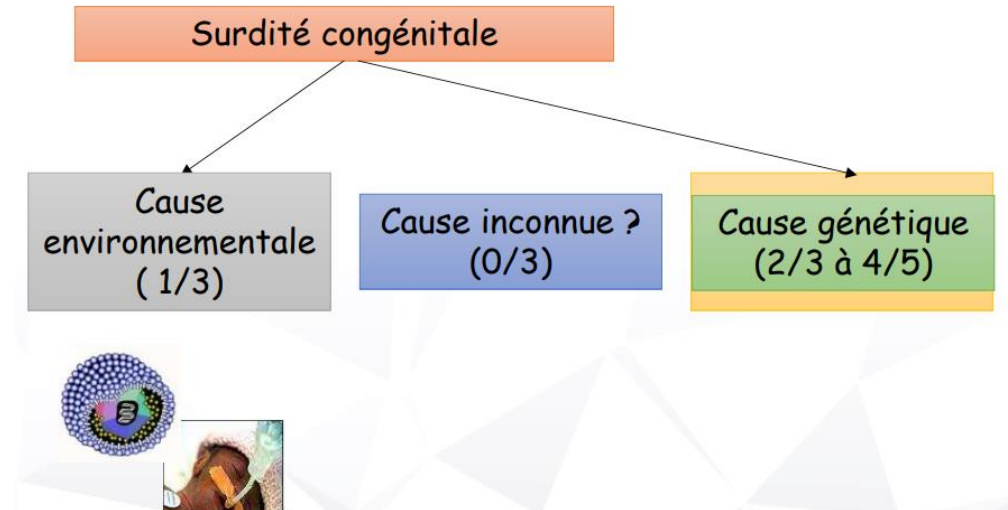 Surdité congénitale
Cause
environnementale
( 1/3)
Cause inconnue ?
(0/3)
Cause génétique
(2/3 à 4/5)